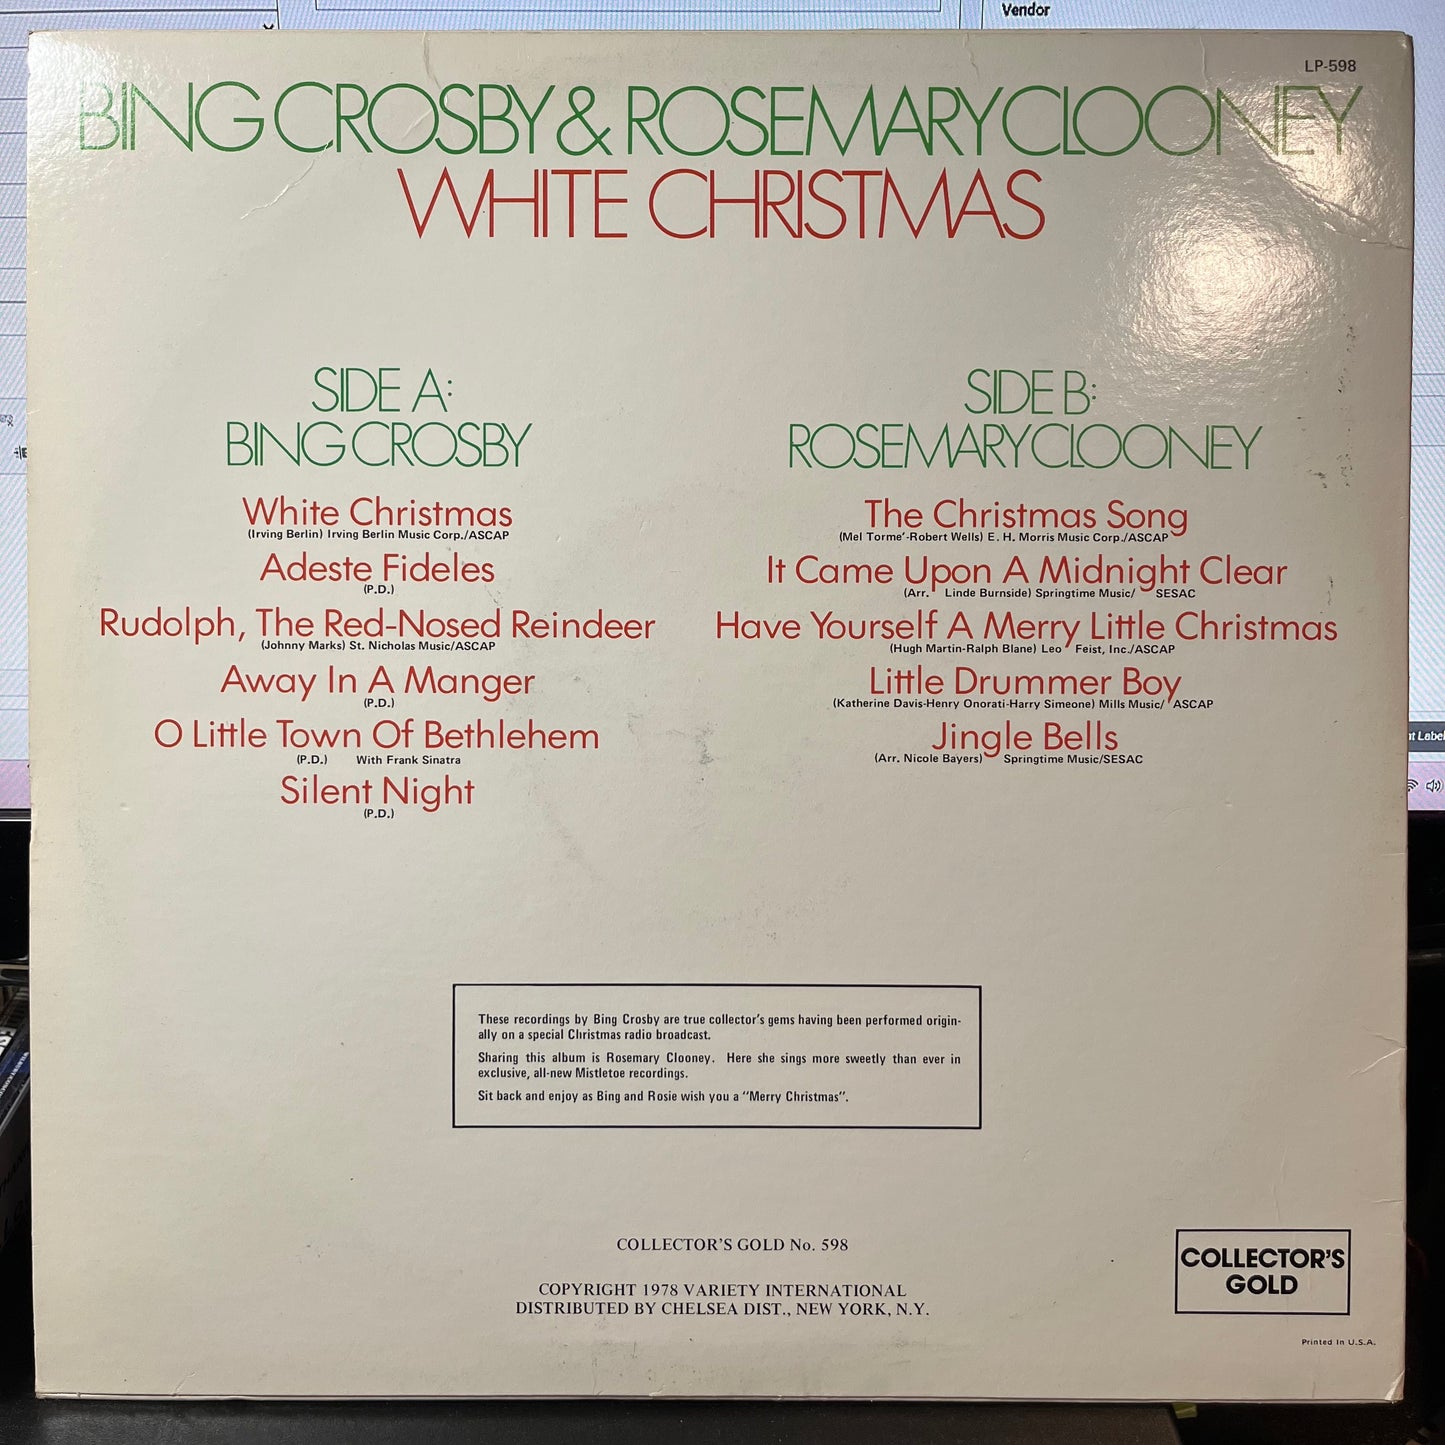 Vendor
LP-598
BING CROSBY & ROSEMARY CLOONEY
WHITE CHRISTMAS
SIDE A:
BING CROSBY
White Christmas
(Irving Berlin) Irving Berlin Music Corp./ASCAP
Adeste Fideles
(P.D.)
Rudolph, The Red-Nosed Reindeer
(Johnny Marks) St. Nicholas Music/ASCAP
Away In A Manger
(P.D.)
O Little Town Of Bethlehem
(P.D.) With Frank Sinatra
Silent Night
(P.D.)
SIDE B:
ROSEMARY CLOONEY
The Christmas Song
(Mel Torme'-Robert Wells) E. H. Morris Music Corp./ASCAP
It Came Upon A Midnight Clear
(Arr. Linde Burnside) Springtime Music/ SESAC
Have Yourself A Merry Little Christmas
(Hugh Martin-Ralph Blane) Leo Feist, Inc./ASCAP
Little Drummer Boy
(Katherine Davis-Henry Onorati-Harry Simeone) Mills Music/ ASCAP
Jingle Bells
(Arr. Nicole Bayers) Springtime Music/SESAC
These recordings by Bing Crosby are true collector's gems having been performed origin-
ally on a special Christmas radio broadcast.
Sharing this album is Rosemary Clooney. Here she sings more sweetly than ever in
exclusive, all-new Mistletoe recordings.
Sit back and enjoy as Bing and Rosie wish you a "Merry Christmas".
COLLECTOR'S GOLD No. 598
COPYRIGHT 1978 VARIETY INTERNATIONAL
DISTRIBUTED BY CHELSEA DIST., NEW YORK, N.Y.
COLLECTOR'S
GOLD
Printed In U.S.A.